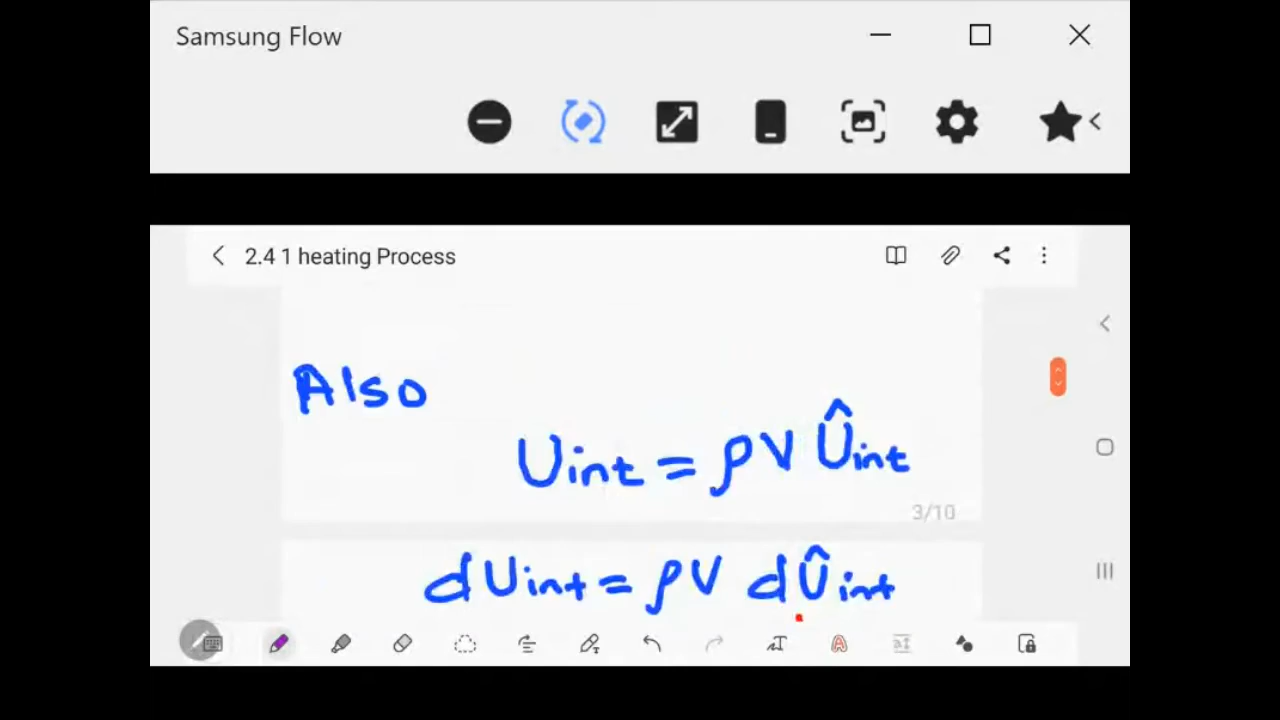 Samsung Flow
2.4 1 heating Process
Also
Uint = ρV Ûint
3/10
dUint = ρV dÛint